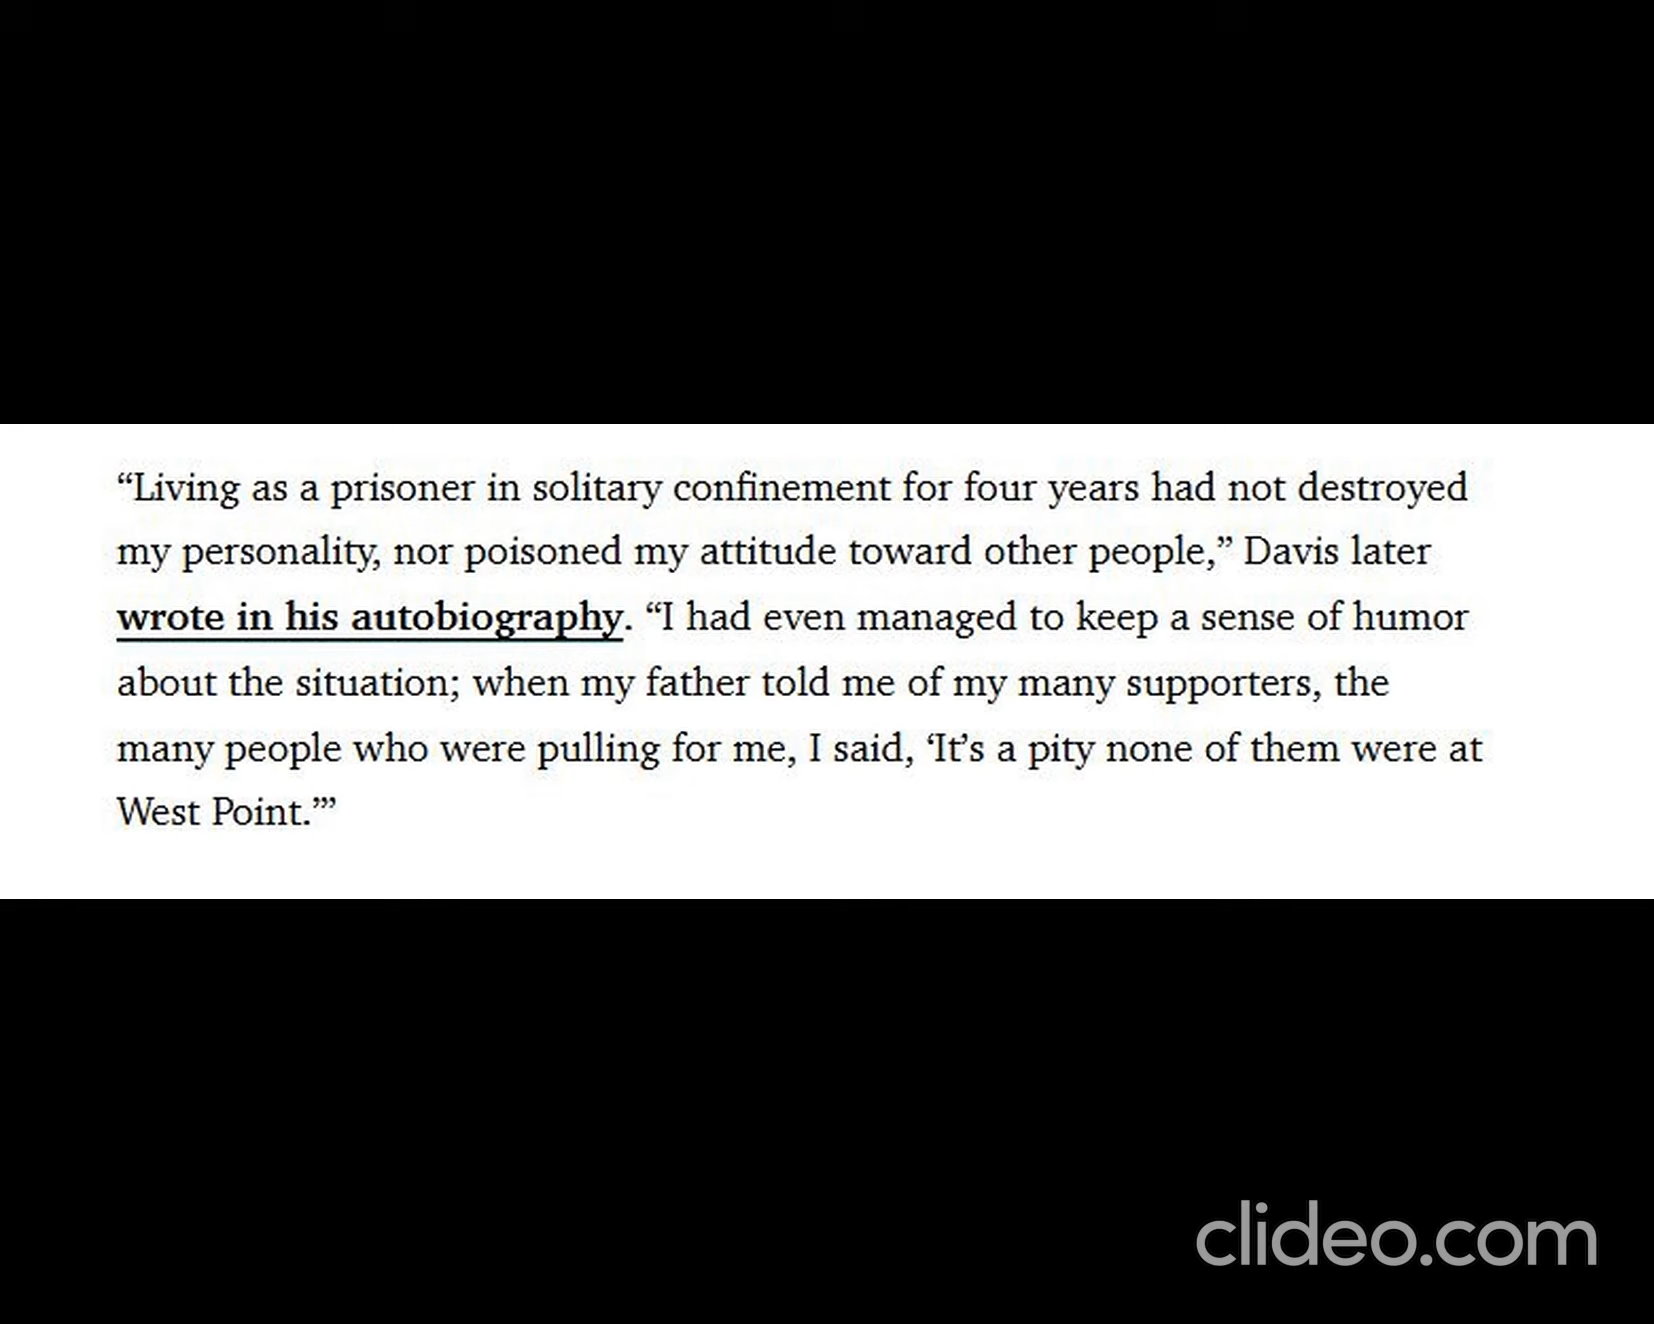 “Living as a prisoner in solitary confinement for four years had not destroyed
my personality, nor poisoned my attitude toward other people,” Davis later
wrote in his autobiography. “I had even managed to keep a sense of humor
about the situation; when my father told me of my many supporters, the
many people who were pulling for me, I said, ‘It’s a pity none of them were at
West Point.’”
clideo.com